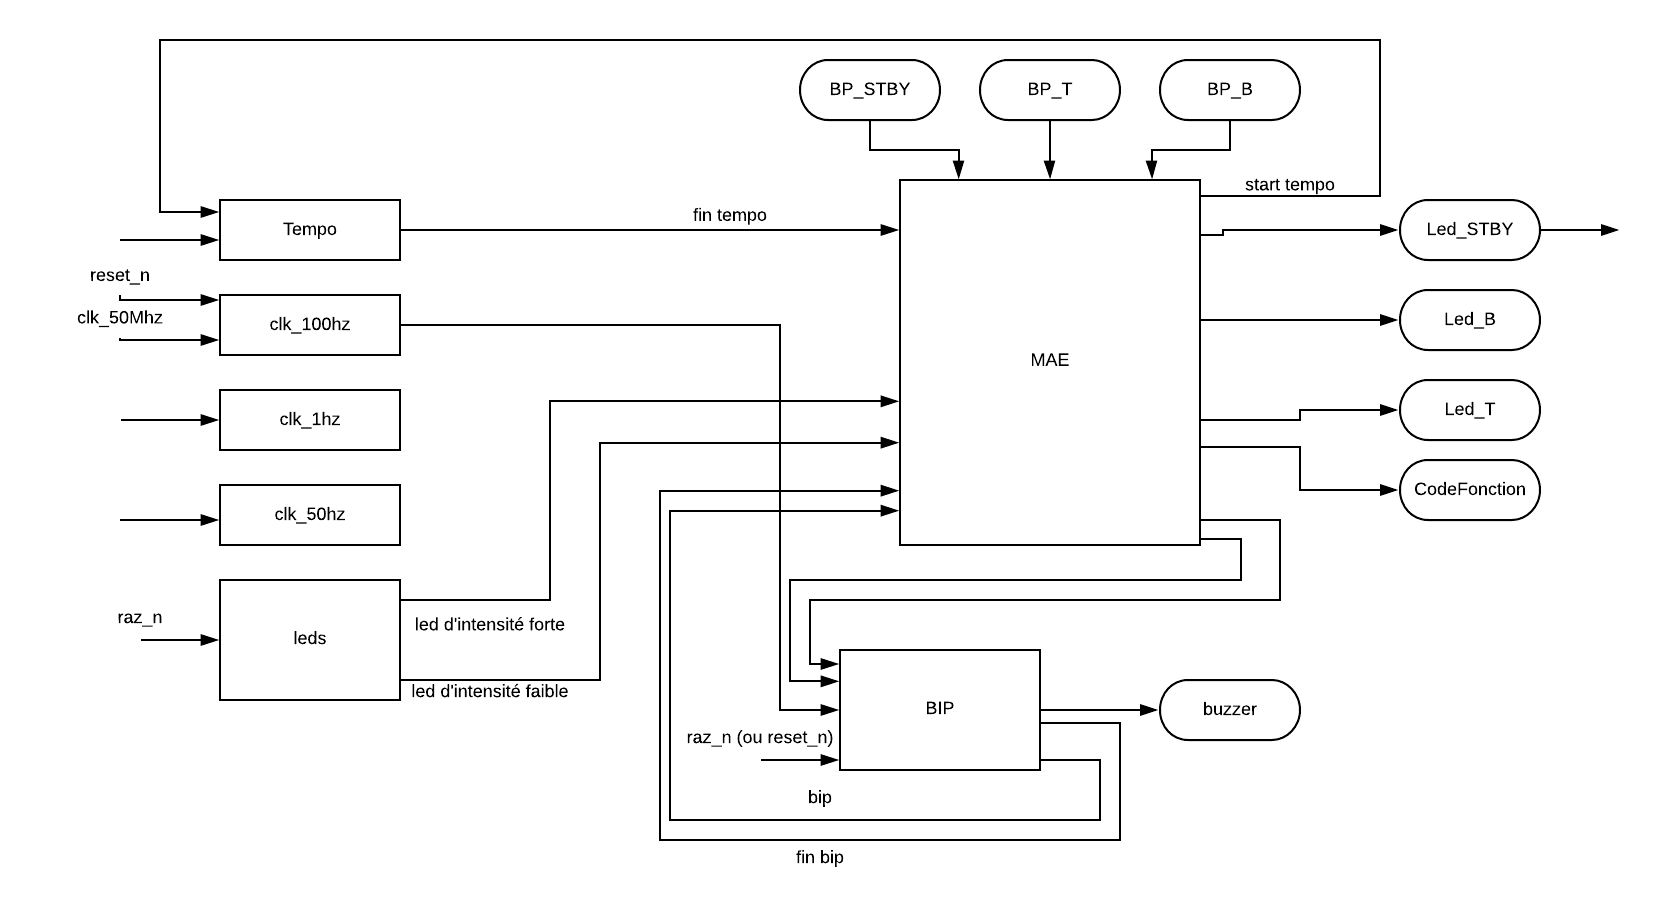 BP_STBY
BP_T
BP_B
start tempo
fin tempo
Tempo
Led_STBY
reset_n
clk_50Mhz
clk_100hz
Led_B
MAE
clk_1hz
Led_T
CodeFonction
clk_50hz
raz_n
leds
led d'intensité forte
led d'intensité faible
BIP
buzzer
raz_n (ou reset_n)
bip
fin bip